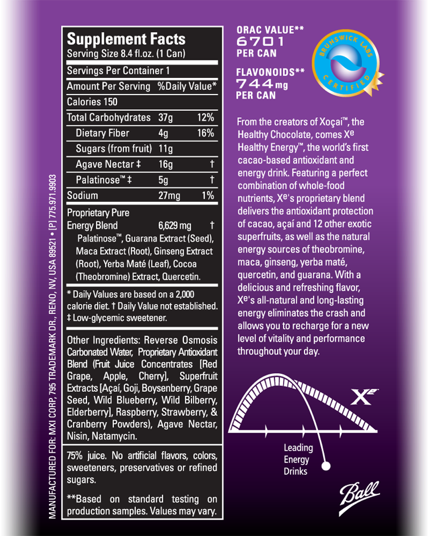 Supplement Facts
Serving Size 8.4 fl.oz. (1 Can)
Servings Per Container 1
Amount Per Serving %Daily Value*
Calories 150
Total Carbohydrates 37g 12%
Dietary Fiber 4g 16%
Sugars (from fruit) 11g
Agave Nectar ‡ 16g †
Palatinose™ ‡ 5g †
Sodium 27mg 1%
Proprietary Pure
Energy Blend 6,629 mg †
Palatinose™, Guarana Extract (Seed),
Maca Extract (Root), Ginseng Extract
(Root), Yerba Maté (Leaf), Cocoa
(Theobromine) Extract, Quercetin.
* Daily Values are based on a 2,000
calorie diet. † Daily Value not established.
‡ Low-glycemic sweetener.
Other Ingredients: Reverse Osmosis
Carbonated Water, Proprietary Antioxidant
Blend (Fruit Juice Concentrates [Red
Grape, Apple, Cherry], Superfruit
Extracts [Açaí, Goji, Boysenberry, Grape
Seed, Wild Blueberry, Wild Bilberry,
Elderberry], Raspberry, Strawberry, &
Cranberry Powders), Agave Nectar,
Nisin, Natamycin.
75% juice. No artificial flavors, colors,
sweeteners, preservatives or refined
sugars.
**Based on standard testing on
production samples. Values may vary.
MANUFACTURED FOR: MXI CORP, 795 TRADEMARK DR., RENO, NV, USA 89521 • [P] 775.971.9903
ORAC VALUE**
6701
PER CAN
FLAVONOIDS**
744mg
PER CAN
BRUNSWICK LABS
CERTIFIED
From the creators of Xoçai™, the
Healthy Chocolate, comes Xe
Healthy Energy™, the world's first
cacao-based antioxidant and
energy drink. Featuring a perfect
combination of whole-food
nutrients, Xe's proprietary blend
delivers the antioxidant protection
of cacao, açai and 12 other exotic
superfruits, as well as the natural
energy sources of theobromine,
maca, ginseng, yerba maté,
quercetin, and guarana. With a
delicious and refreshing flavor,
Xe's all-natural and long-lasting
energy eliminates the crash and
allows you to recharge for a new
level of vitality and performance
throughout your day.
Xe
Leading
Energy
Drinks
Ball